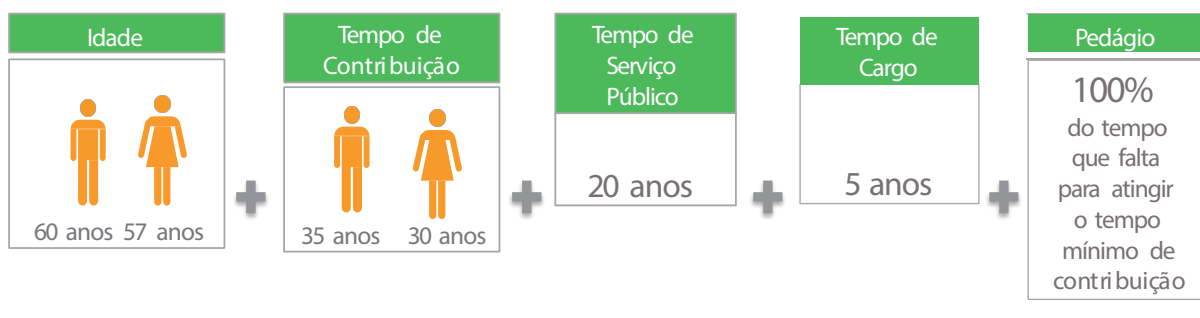 Idade
60 anos 57 anos
Tempo de
Contribuição
35 anos 30 anos
Tempo de
Serviço
Público
20 anos
Tempo de
Cargo
5 anos
Pedágio
100%
do tempo
que falta
para atingir
o tempo
mínimo de
contribuição